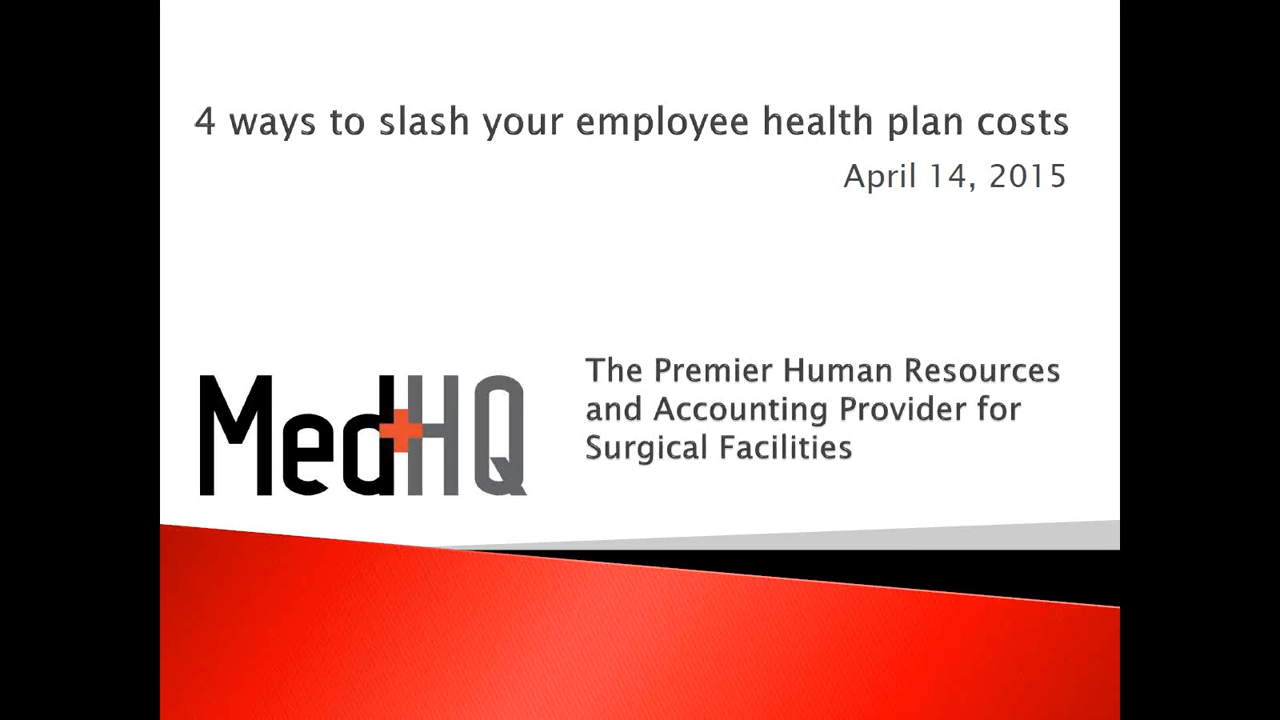 4 ways to slash your employee health plan costs
April 14, 2015
The Premier Human Resources
and Accounting Provider for
Surgical Facilities
MedHQ